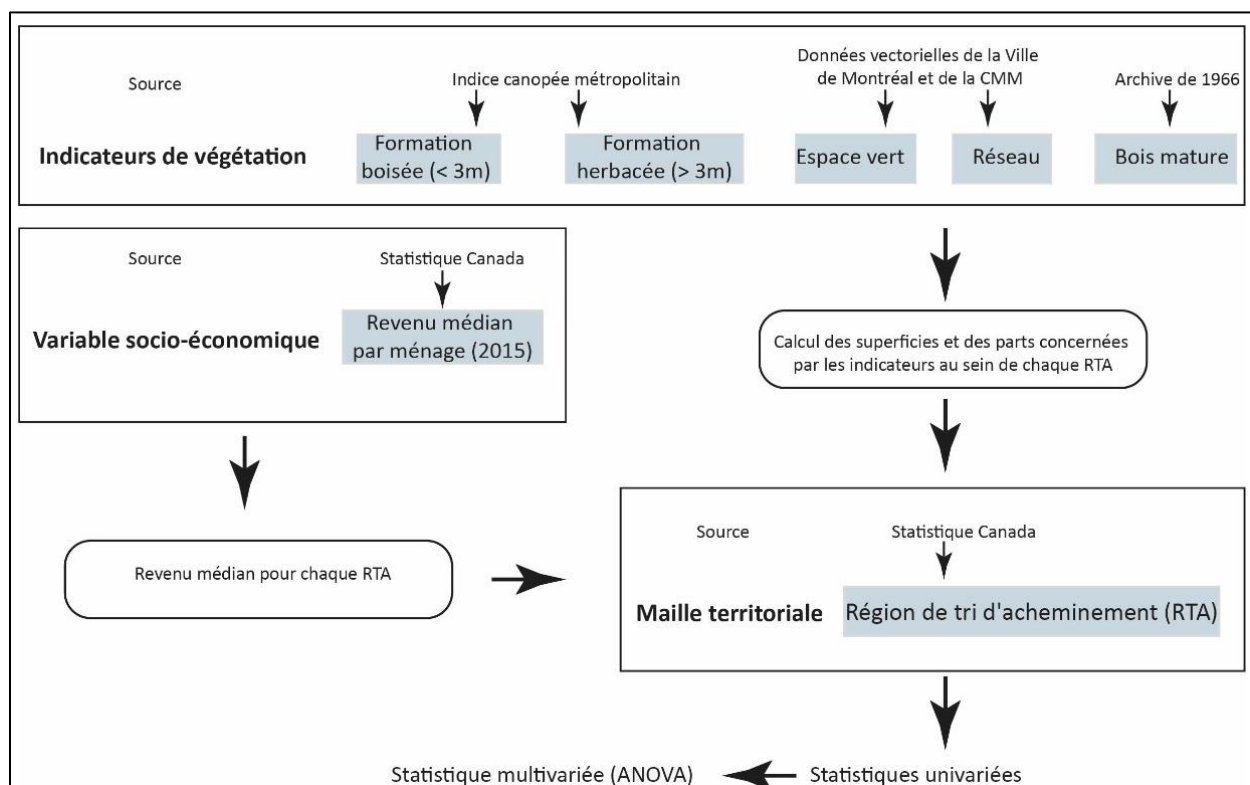 Source
Indice canopée métropolitain
Données vectorielles de la Ville
de Montréal et de la CMM
Archive de 1966
Indicateurs de végétation
Formation
boisée (< 3m)
Formation
herbacée (> 3m)
Espace vert
Réseau
Bois mature
Source
Statistique Canada
Variable socio-économique
Revenu médian
par ménage (2015)
Calcul des superficies et des parts concernées
par les indicateurs au sein de chaque RTA
Revenu médian pour chaque RTA
Source
Statistique Canada
Maille territoriale
Région de tri d'acheminement (RTA)
Statistique multivariée (ANOVA)
Statistiques univariées